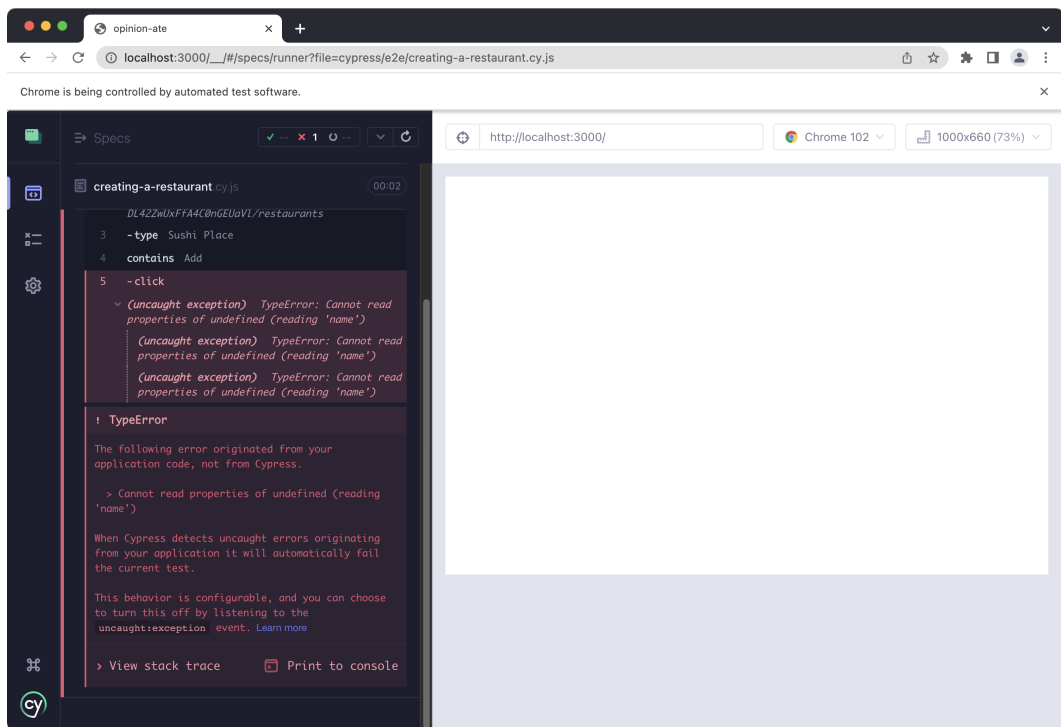 opinion-ate
localhost:3000/__/#/specs/runner?file=cypress/e2e/creating-a-restaurant.cy.js
Chrome is being controlled by automated test software.
Specs
-- 1 --
http://localhost:3000/
Chrome 102
1000x660 (73%)
creating-a-restaurant.cy.js
00:02
DL42ZwUxFfA4C0nGEUaVl/restaurants
3 -type Sushi Place
4 contains Add
5 -click
(uncaught exception) TypeError: Cannot read
properties of undefined (reading 'name')
(uncaught exception) TypeError: Cannot read
properties of undefined (reading 'name')
(uncaught exception) TypeError: Cannot read
properties of undefined (reading 'name')
! TypeError
The following error originated from your
application code, not from Cypress.
> Cannot read properties of undefined (reading
'name')
When Cypress detects uncaught errors originating
from your application it will automatically fail
the current test.
This behavior is configurable, and you can choose
to turn this off by listening to the
uncaught:exception event. Learn more
View stack trace
Print to console
cy